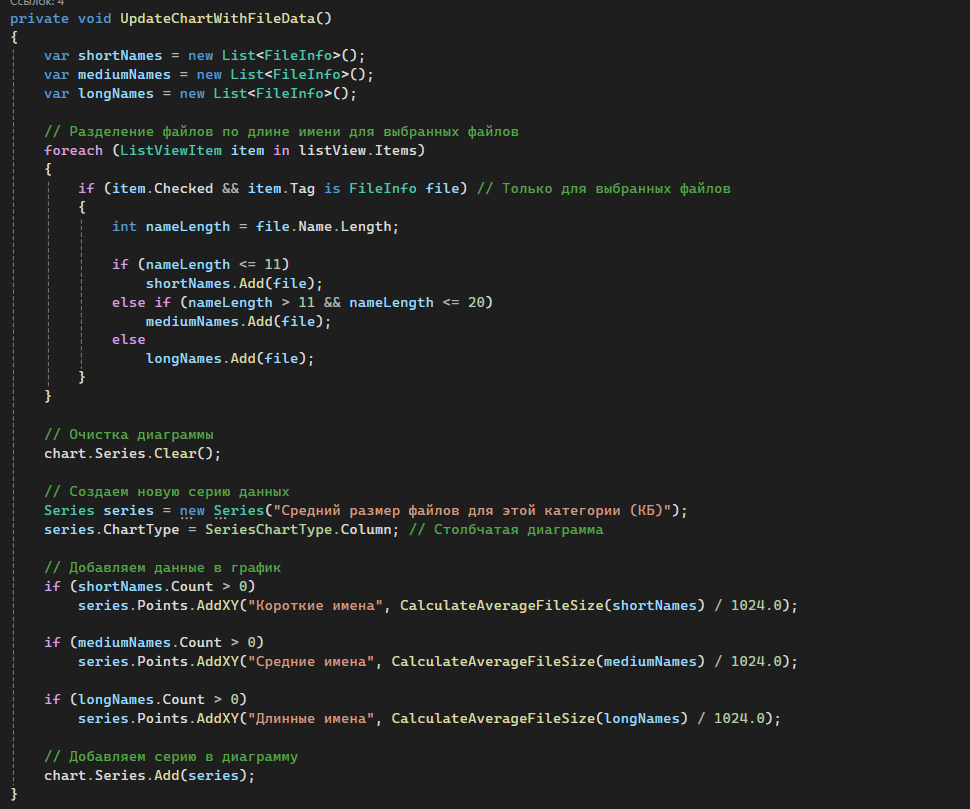 Ссылок: 4
private void UpdateChartWithFileData()
{
    var shortNames = new List<FileInfo>();
    var mediumNames = new List<FileInfo>();
    var longNames = new List<FileInfo>();

    // Разделение файлов по длине имени для выбранных файлов
    foreach (ListViewItem item in listView.Items)
    {
        if (item.Checked && item.Tag is FileInfo file) // Только для выбранных файлов
        {
            int nameLength = file.Name.Length;

            if (nameLength <= 11)
                shortNames.Add(file);
            else if (nameLength > 11 && nameLength <= 20)
                mediumNames.Add(file);
            else
                longNames.Add(file);
        }
    }

    // Очистка диаграммы
    chart.Series.Clear();

    // Создаем новую серию данных
    Series series = new Series("Средний размер файлов для этой категории (КБ)");
    series.ChartType = SeriesChartType.Column; // Столбчатая диаграмма

    // Добавляем данные в график
    if (shortNames.Count > 0)
        series.Points.AddXY("Короткие имена", CalculateAverageFileSize(shortNames) / 1024.0);

    if (mediumNames.Count > 0)
        series.Points.AddXY("Средние имена", CalculateAverageFileSize(mediumNames) / 1024.0);

    if (longNames.Count > 0)
        series.Points.AddXY("Длинные имена", CalculateAverageFileSize(longNames) / 1024.0);

    // Добавляем серию в диаграмму
    chart.Series.Add(series);
}